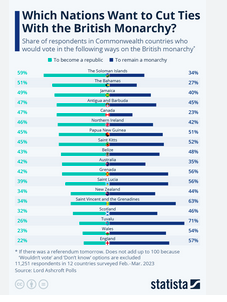 Which Nations Want to Cut Ties
With the British Monarchy?
Share of respondents in Commonwealth countries who
would vote in the following ways on the British monarchy*
To become a republic To remain a monarchy
59% The Solomon Islands 34%
51% The Bahamas 27%
49% Jamaica 40%
47% Antigua and Barbuda 45%
47% Canada 23%
46% Northern Ireland 42%
45% Papua New Guinea 51%
45% Saint Kitts 52%
43% Belize 48%
42% Australia 35%
42% Grenada 56%
39% Saint Lucia 56%
34% New Zealand 44%
34% Saint Vincent and the Grenadines 63%
32% Scotland 46%
26% Tuvalu 71%
23% Wales 54%
22% England 57%
* If there was a referendum tomorrow. Does not add up to 100 because
'Wouldn't vote' and 'Don't know' options are excluded
11,251 respondents in 12 countries surveyed Feb.-Mar. 2023
Source: Lord Ashcroft Polls
statista